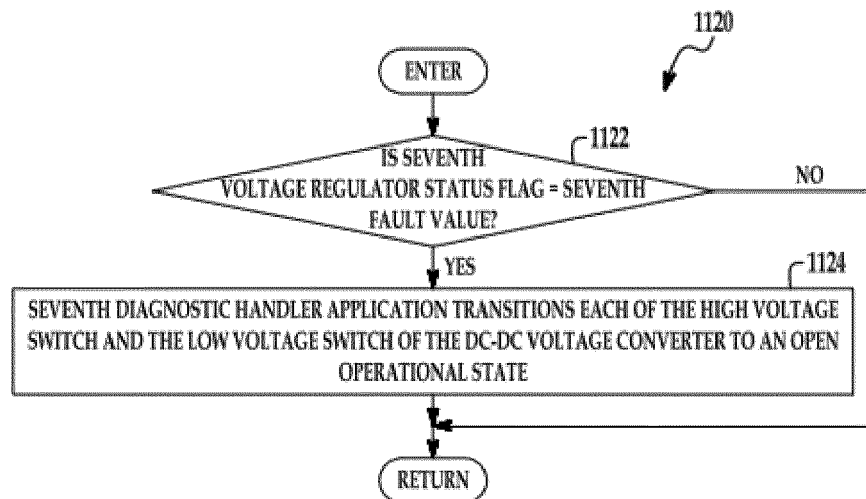 1120
ENTER
1122
IS SEVENTH
VOLTAGE REGULATOR STATUS FLAG = SEVENTH
FAULT VALUE?
NO
YES
1124
SEVENTH DIAGNOSTIC HANDLER APPLICATION TRANSITIONS EACH OF THE HIGH VOLTAGE
SWITCH AND THE LOW VOLTAGE SWITCH OF THE DC-DC VOLTAGE CONVERTER TO AN OPEN
OPERATIONAL STATE
RETURN